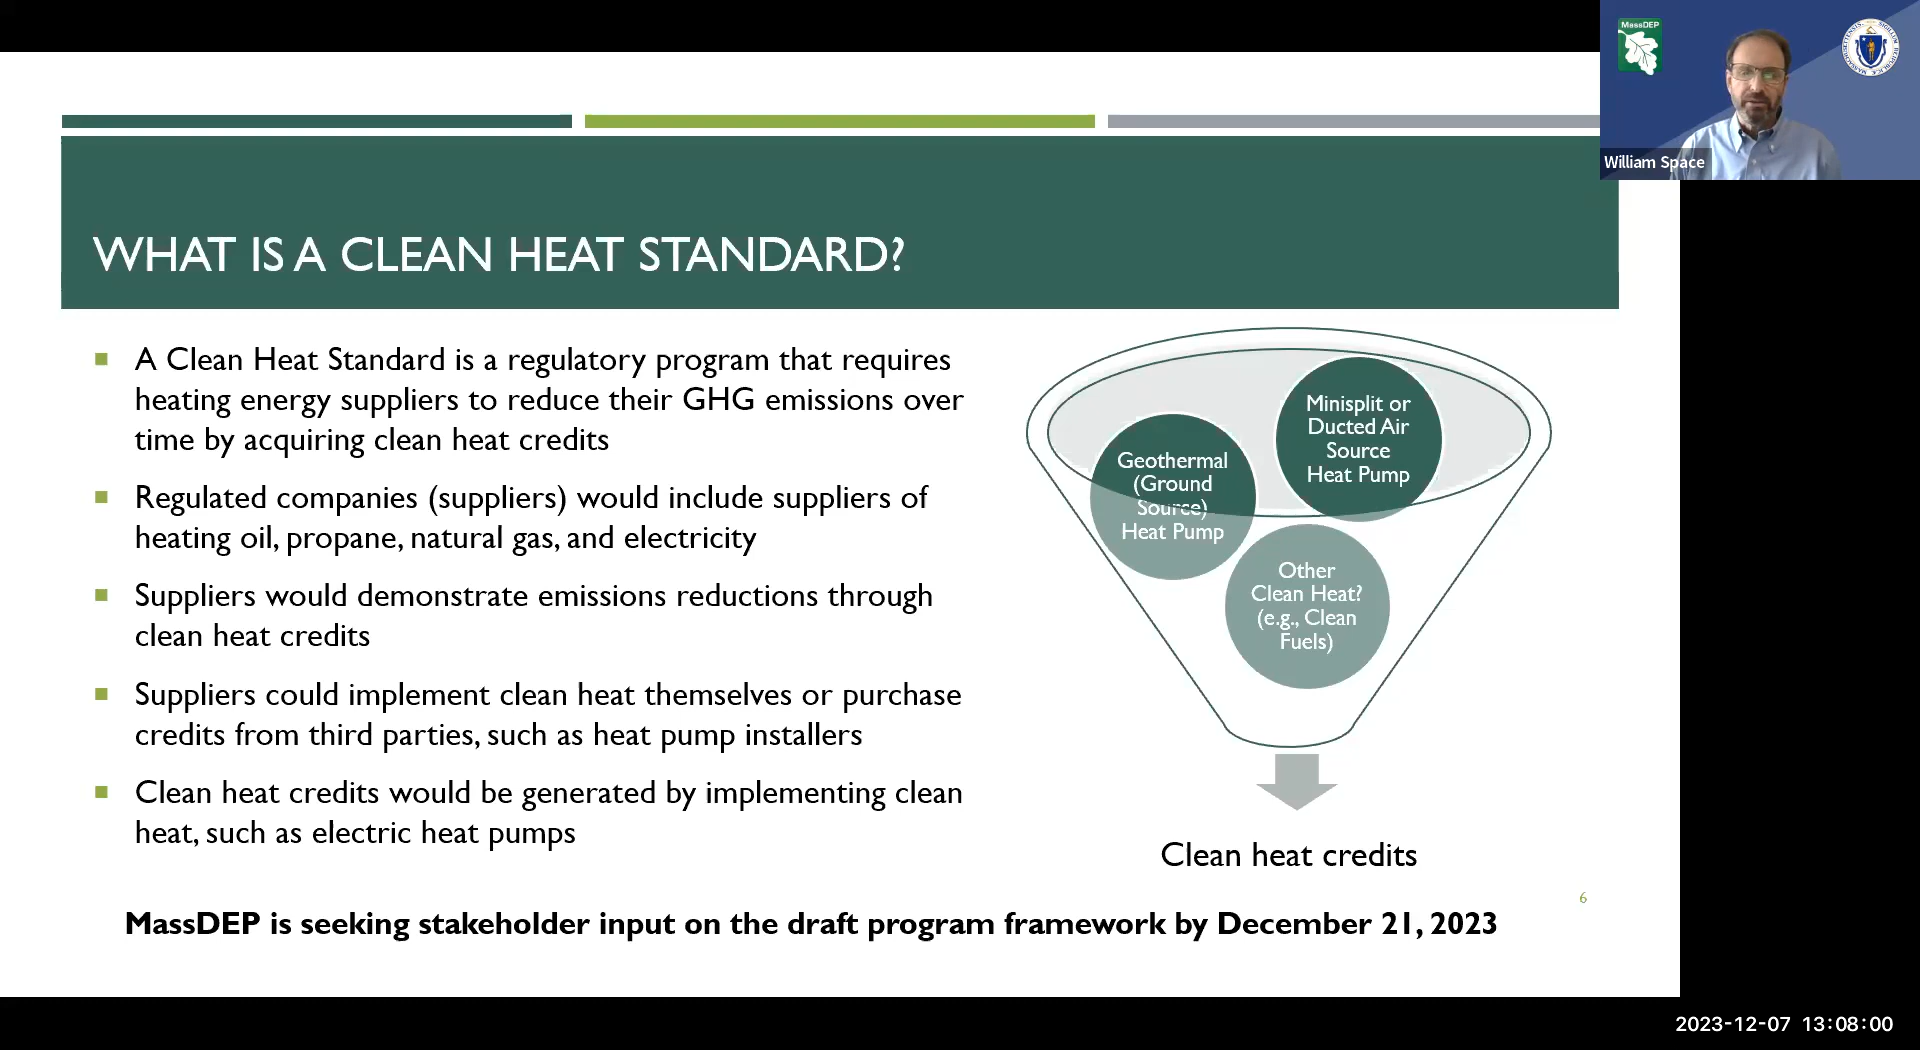 MassDEP
William Space
WHAT IS A CLEAN HEAT STANDARD?
A Clean Heat Standard is a regulatory program that requires
heating energy suppliers to reduce their GHG emissions over
time by acquiring clean heat credits
Regulated companies (suppliers) would include suppliers of
heating oil, propane, natural gas, and electricity
Suppliers would demonstrate emissions reductions through
clean heat credits
Suppliers could implement clean heat themselves or purchase
credits from third parties, such as heat pump installers
Clean heat credits would be generated by implementing clean
heat, such as electric heat pumps
Minisplit or
Ducted Air
Source
Heat Pump
Geothermal
(Ground
Source)
Heat Pump
Other
Clean Heat?
(e.g., Clean
Fuels)
Clean heat credits
6
MassDEP is seeking stakeholder input on the draft program framework by December 21, 2023
2023-12-07 13:08:00